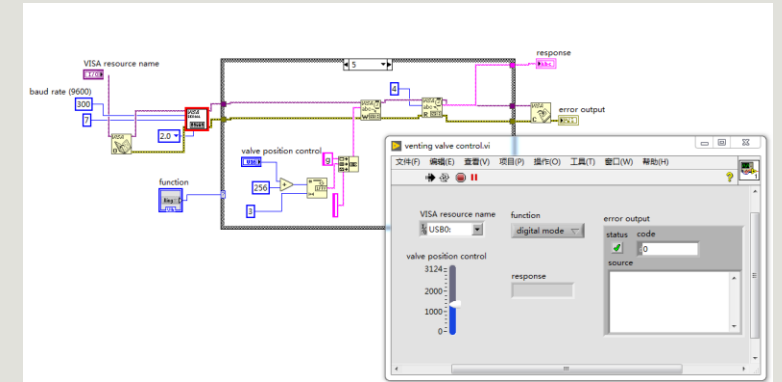 response
VISA resource name
I/O
5
baud rate (9600)
300
7
4
error output
2.0
valve position control
g
256
3
function
venting valve control.vi
文件(F) 编辑(E) 查看(V) 项目(P) 操作(O) 工具(T) 窗口(W) 帮助(H)
VISA resource name
USB0:
function
digital mode
error output
status code
0
source
valve position control
3124
2000
1000
0
response